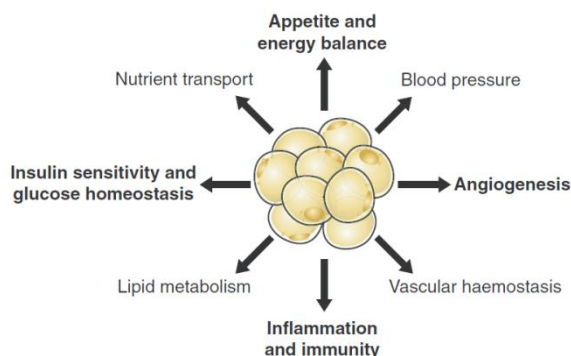 Appetite and
energy balance
Nutrient transport
Blood pressure
Insulin sensitivity and
glucose homeostasis
Angiogenesis
Lipid metabolism
Vascular haemostasis
Inflammation
and immunity